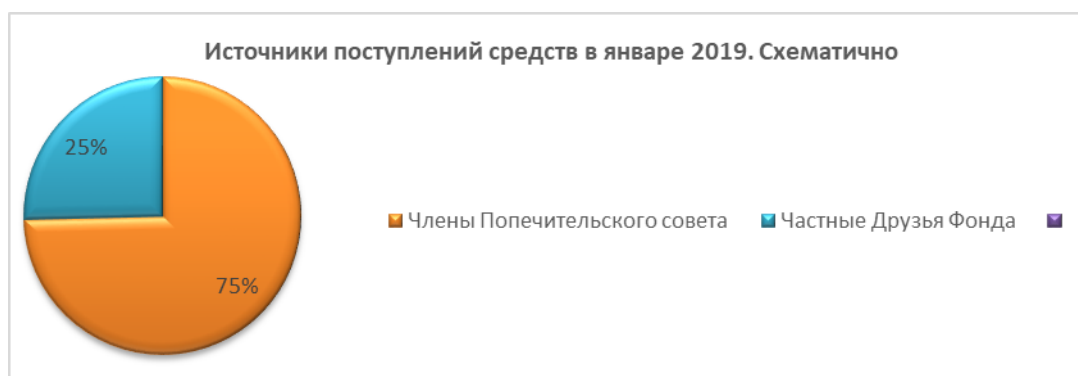 Источники поступлений средств в январе 2019. Схематично
25%
Члены Попечительского совета Частные Друзья Фонда
75%